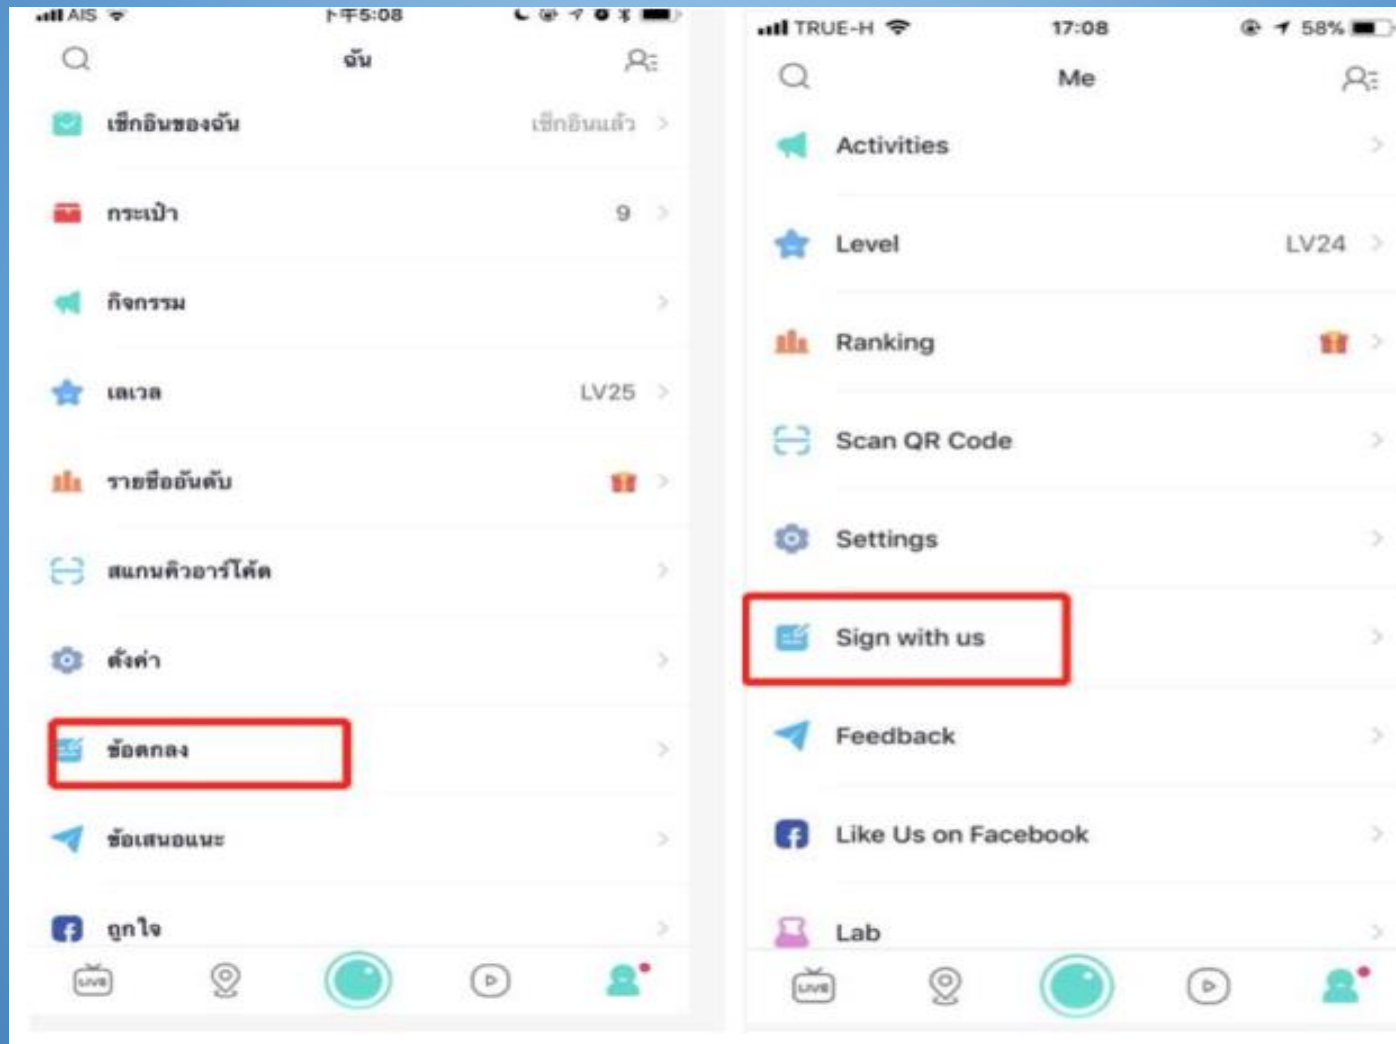 AIS 下午5:08
ฉัน
เช็กอินของฉัน เช็กอินแล้ว
กระเป๋า 9
กิจกรรม
เลเวล LV25
รายชื่ออันดับ
สแกนคิวอาร์โค้ด
ตั้งค่า
ข้อตกลง
ข้อเสนอแนะ
ถูกใจ
LIVE
TRUE-H 17:08 58%
Me
Activities
Level LV24
Ranking
Scan QR Code
Settings
Sign with us
Feedback
Like Us on Facebook
Lab
LIVE